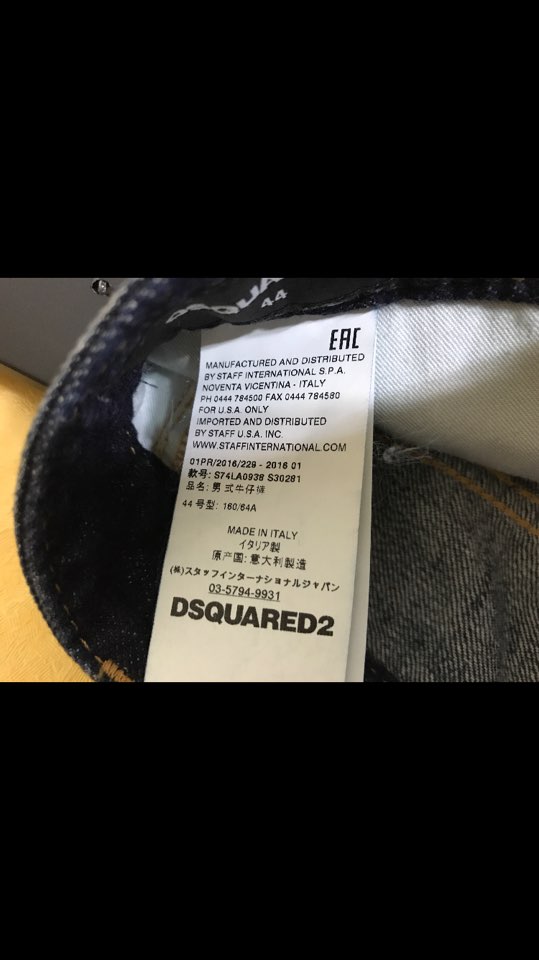 44
EAC
MANUFACTURED AND DISTRIBUTED
BY STAFF INTERNATIONAL S.P.A.
NOVENTA VICENTINA - ITALY
PH 0444 784500 FAX 0444 784580
FOR U.S.A. ONLY
IMPORTED AND DISTRIBUTED
BY STAFF U.S.A. INC.
WWW.STAFFINTERNATIONAL.COM
01PR/2016/229 - 2016 01
款号: S74LA0938 S30281
品名: 男式牛仔裤
44 号型: 160/64A
MADE IN ITALY
イタリア製
原产国: 意大利製造
(株)スタッフインターナショナルジャパン
03-5794-9931
DSQUARED2